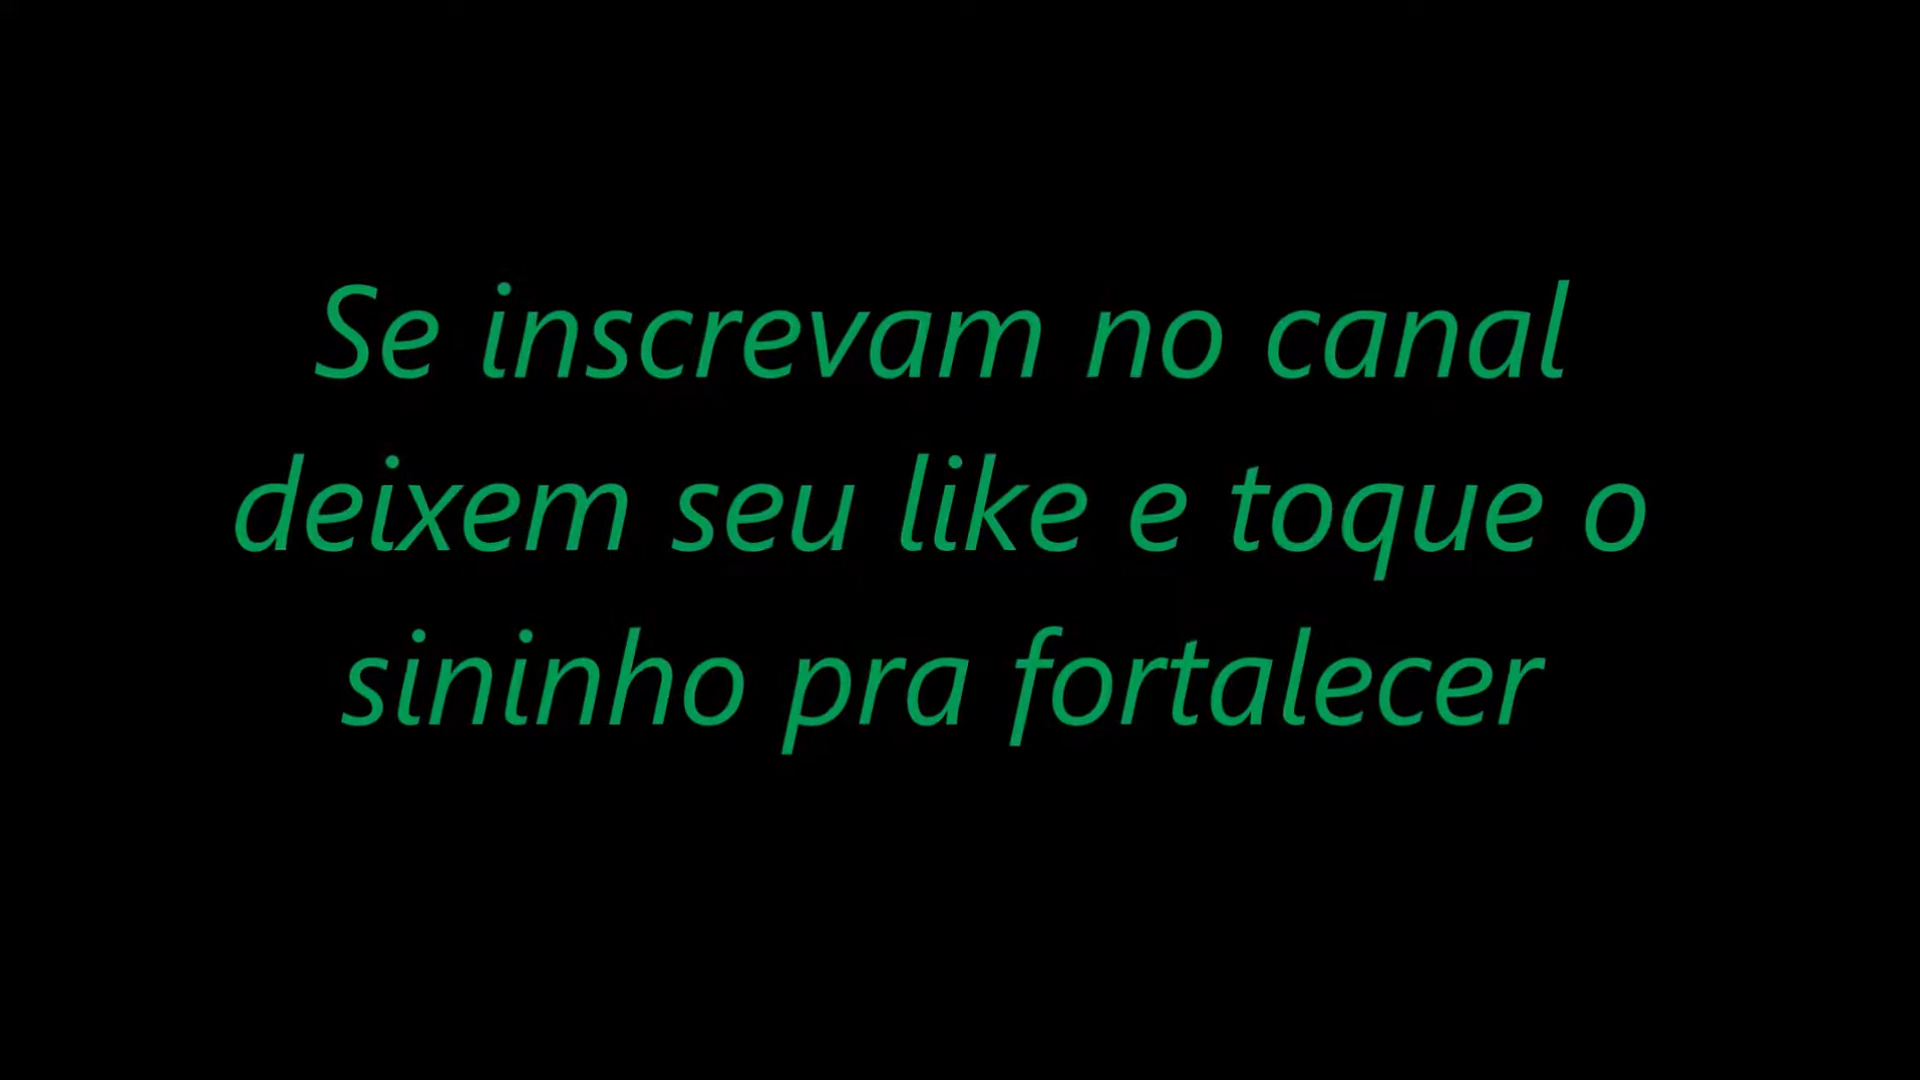 Se inscrevam no canal
deixem seu like e toque o
sininho pra fortalecer